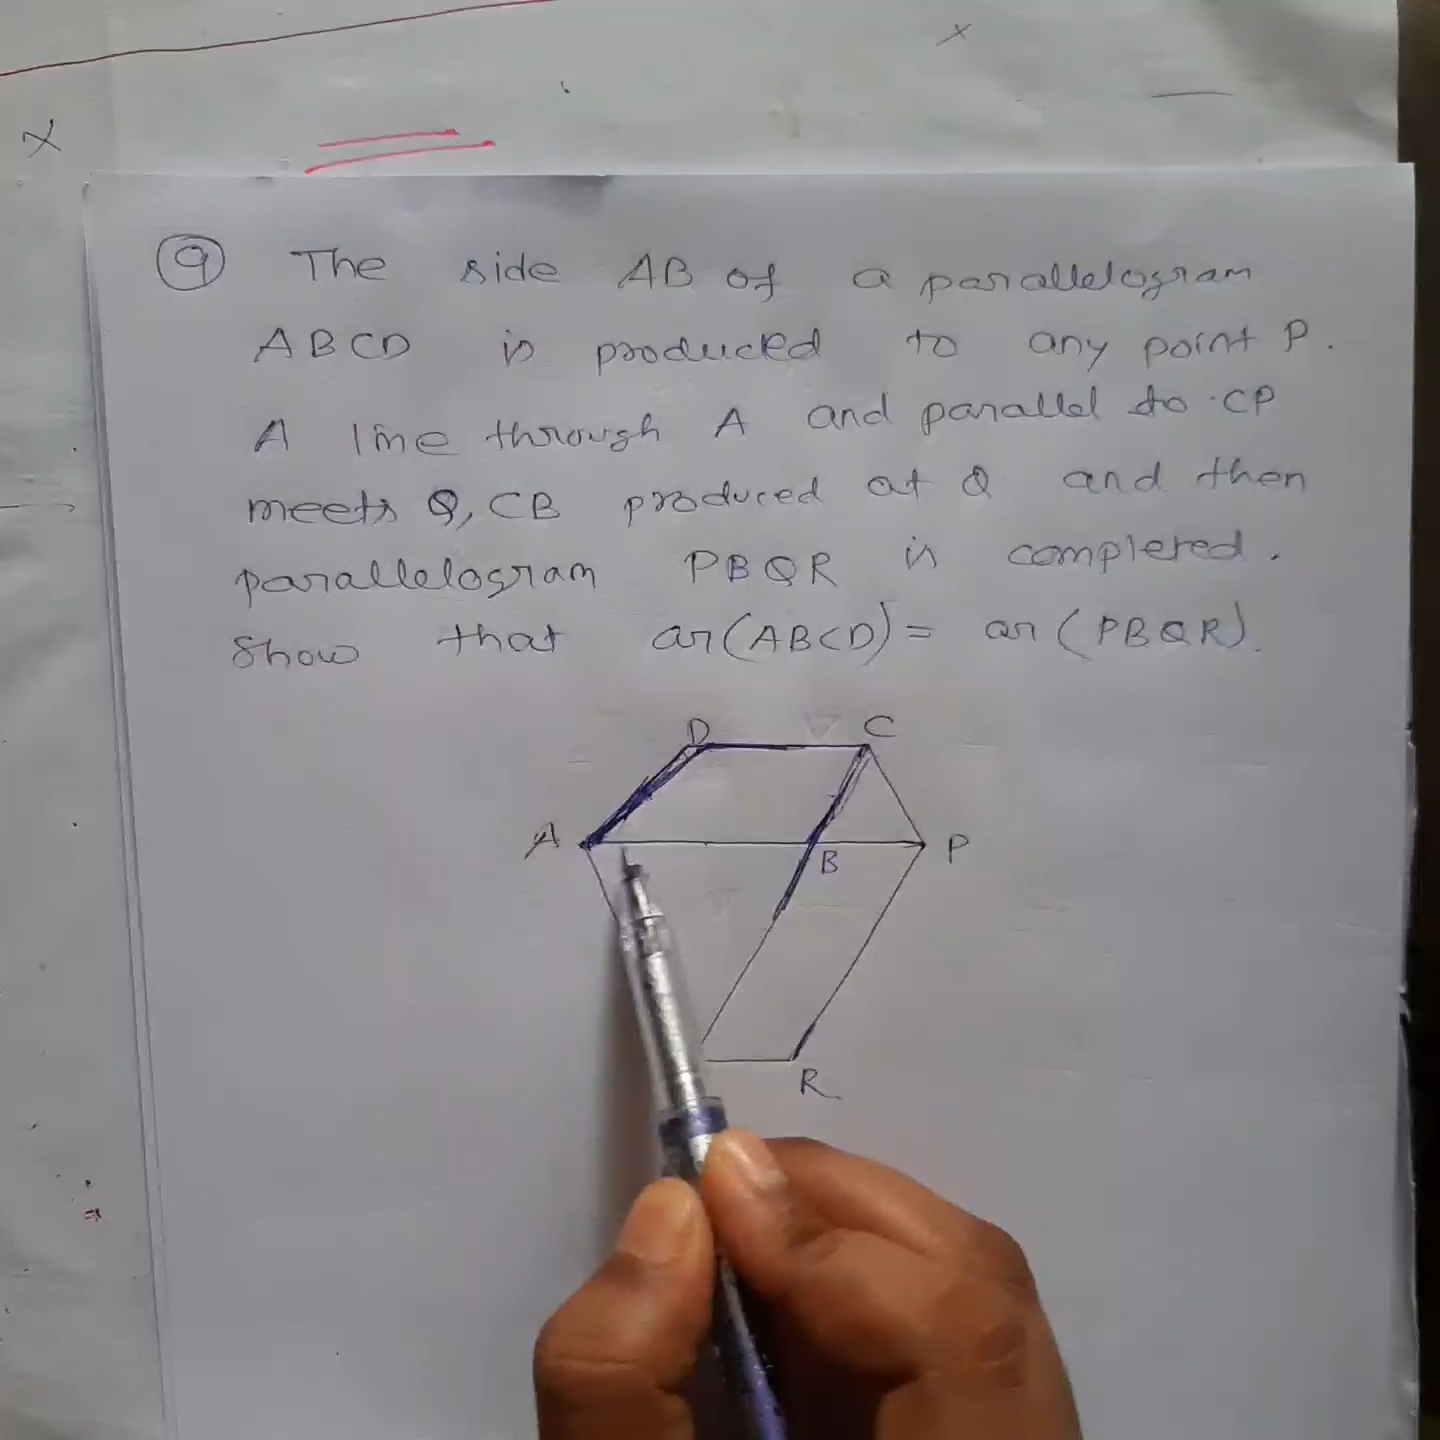 9 The side AB of a parallelogram
ABCD is produced to any point P.
A line through A and parallel to CP
meets Q, CB produced at Q and then
parallelogram PBQR is completed.
Show that ar(ABCD) = ar(PBQR).
D C
A B P
R